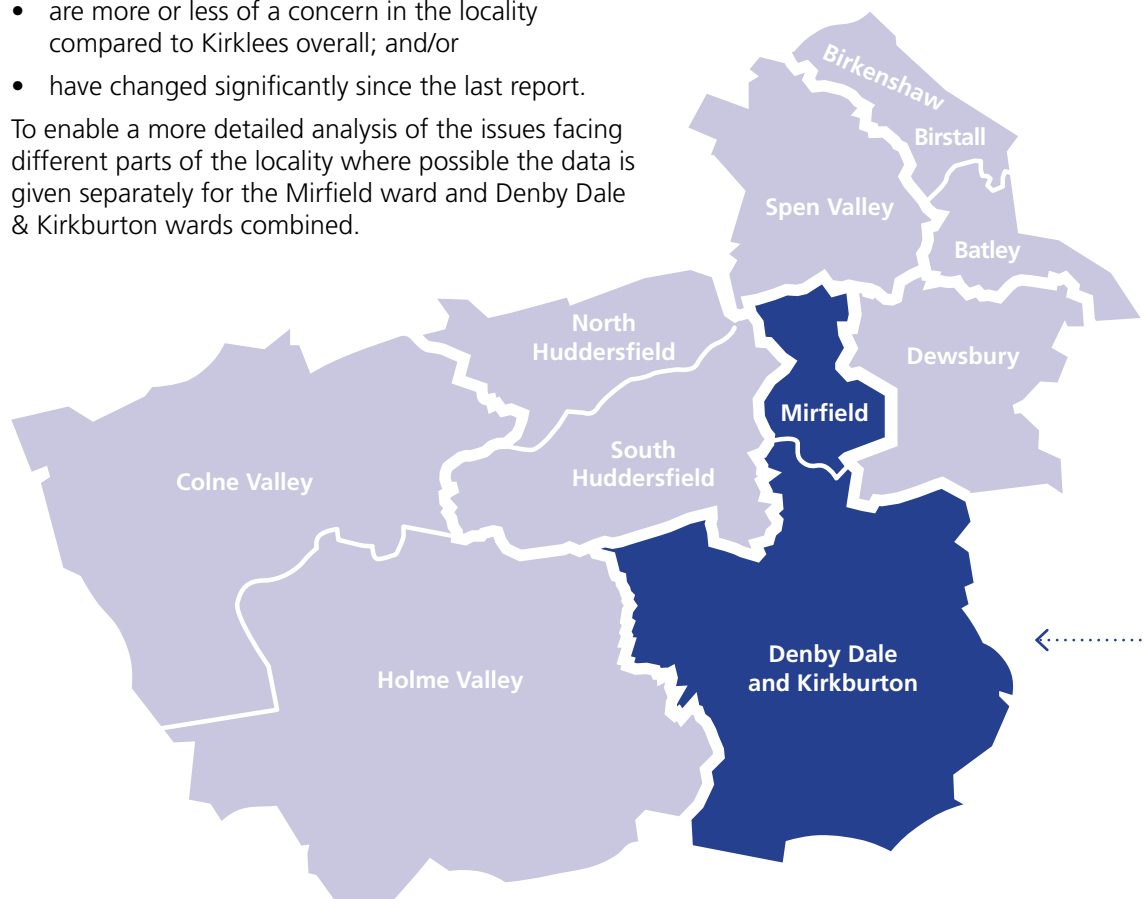 • are more or less of a concern in the locality
compared to Kirklees overall; and/or
• have changed significantly since the last report.
To enable a more detailed analysis of the issues facing
different parts of the locality where possible the data is
given separately for the Mirfield ward and Denby Dale
& Kirkburton wards combined.
Birkenshaw
Birstall
Spen Valley
Batley
North
Huddersfield
Dewsbury
Mirfield
South
Huddersfield
Colne Valley
Denby Dale
and Kirkburton
Holme Valley